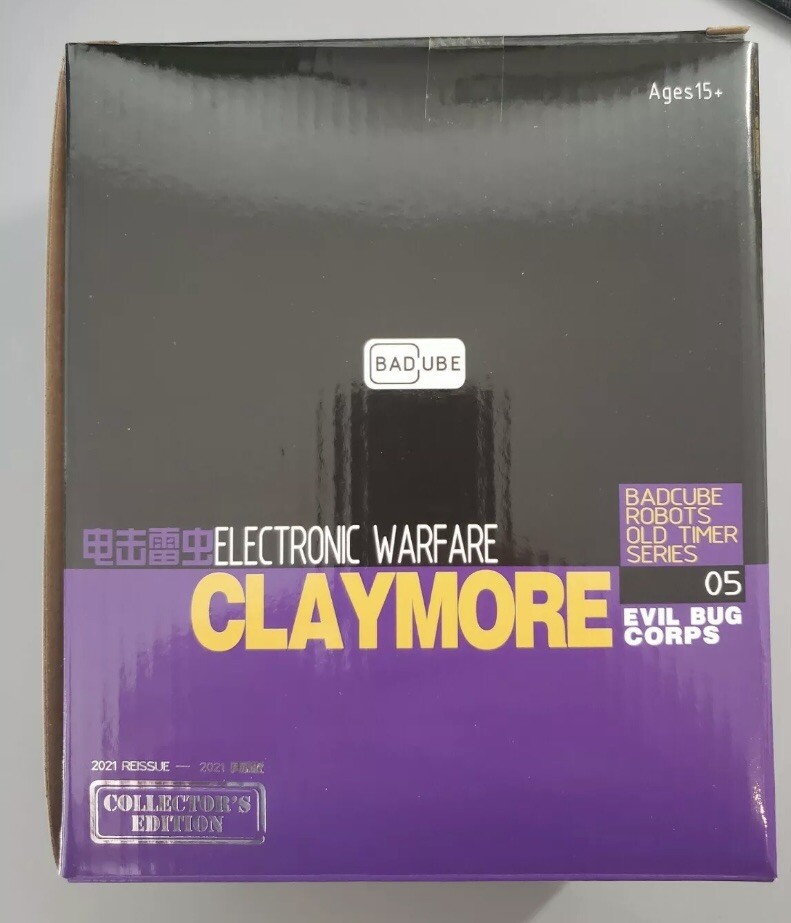 Ages15+
BADCUBE
电击雷虫ELECTRONIC WARFARE
CLAYMORE
BADCUBE
ROBOTS
OLD TIMER
SERIES
05
EVIL BUG
CORPS
2021 REISSUE — 2021
COLLECTOR'S
EDITION